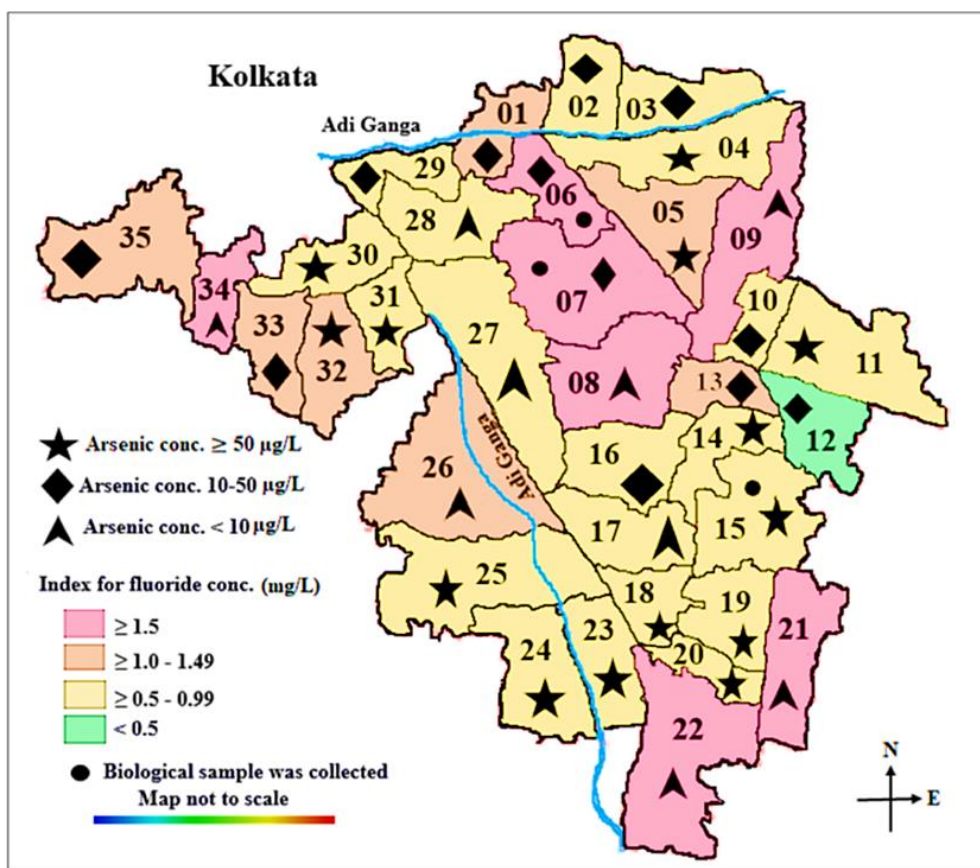 Kolkata
Adi Ganga
01
02
03
04
29
06
05
28
09
35
30
34
07
10
31
27
33
32
11
08
13
12
14
16
26
Adi Ganga
15
17
25
18
19
23
21
24
20
22
Arsenic conc. ≥ 50 µg/L
Arsenic conc. 10-50 µg/L
Arsenic conc. < 10 µg/L
Index for fluoride conc. (mg/L)
≥ 1.5
≥ 1.0 - 1.49
≥ 0.5 - 0.99
< 0.5
Biological sample was collected
Map not to scale
N
E